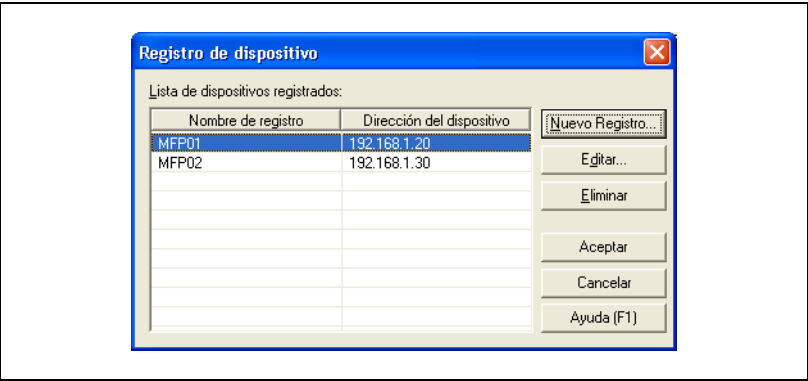 Registro de dispositivo
Lista de dispositivos registrados:
Nombre de registro Dirección del dispositivo
MFP01 192.168.1.20
MFP02 192.168.1.30
Nuevo Registro...
Editar...
Eliminar
Aceptar
Cancelar
Ayuda (F1)